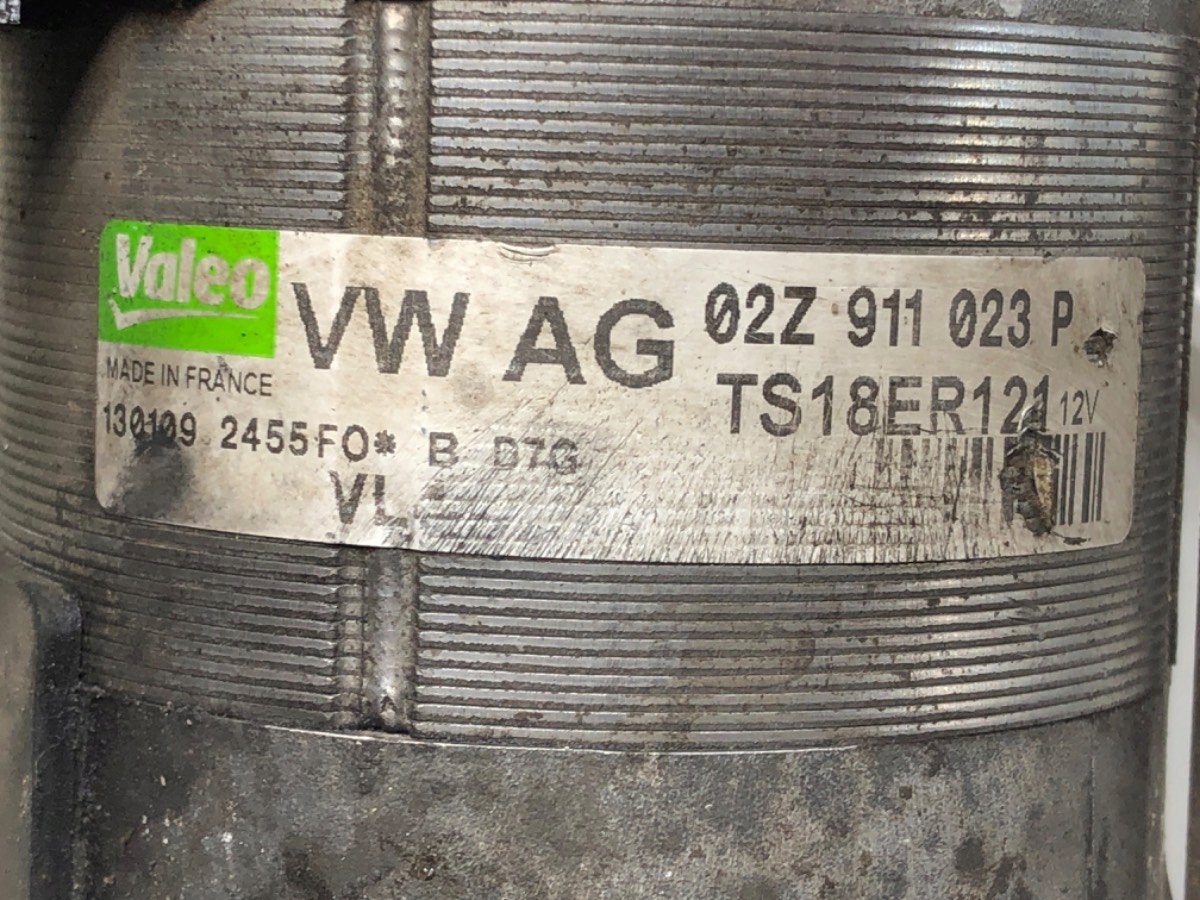 Valeo
VW AG
02Z 911 023 P
MADE IN FRANCE
TS18ER121 12V
130109 2455FO* B D7G
VL